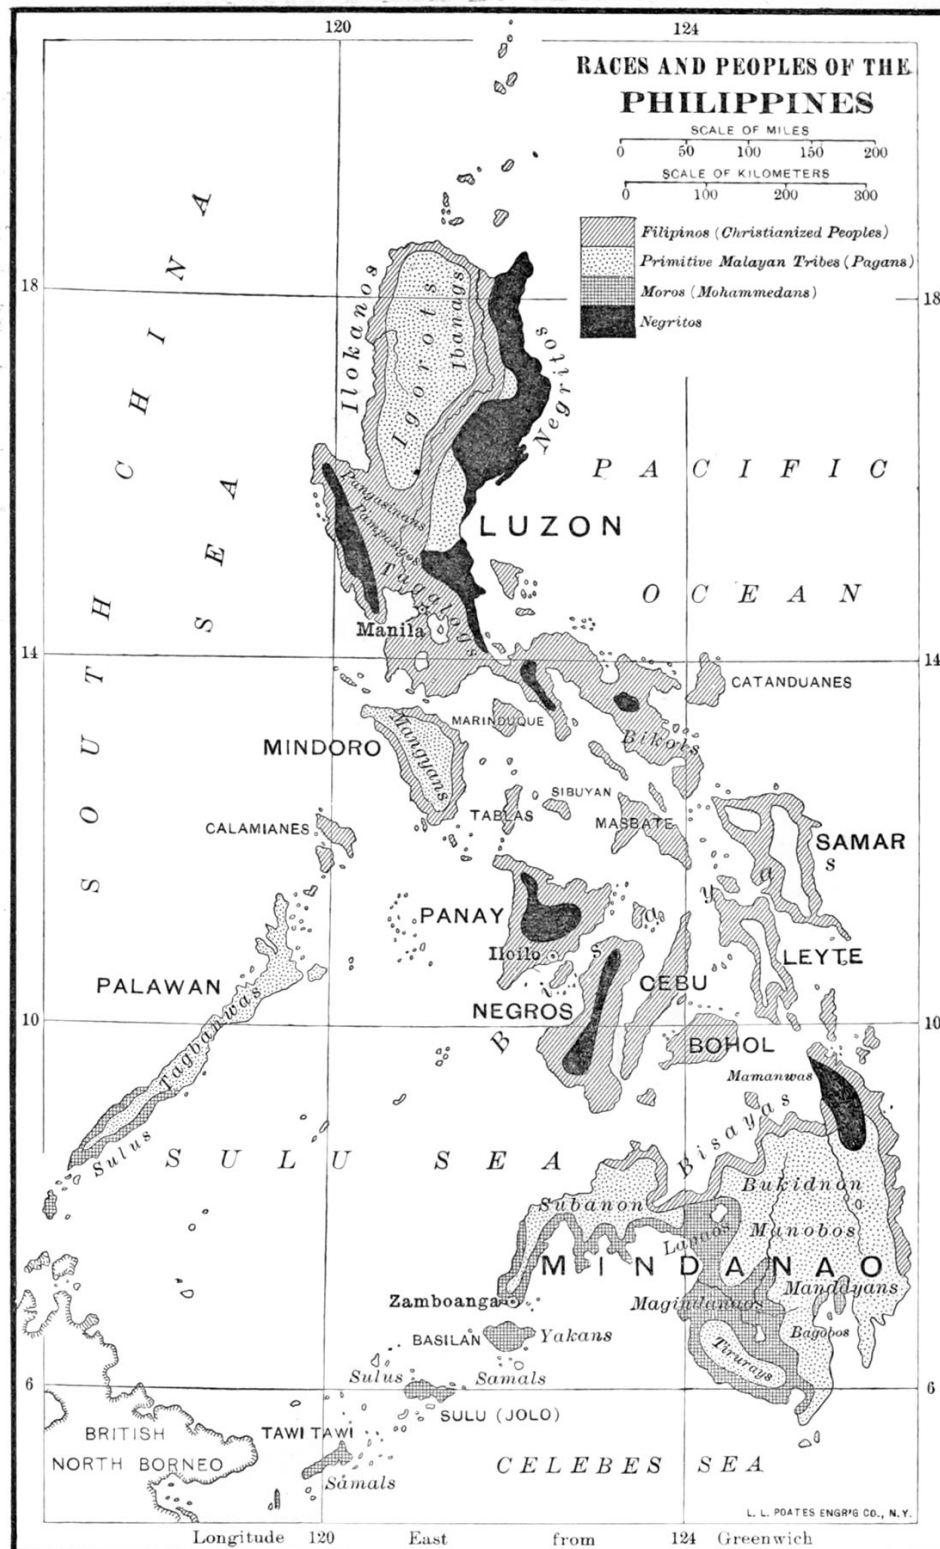 120
124
RACES AND PEOPLES OF THE
PHILIPPINES
SCALE OF MILES
0 50 100 150 200
SCALE OF KILOMETERS
0 100 200 300
Filipinos (Christianized Peoples)
Primitive Malayan Tribes (Pagans)
Moros (Mohammedans)
Negritos
18
18
SOUTH CHINA
SEA
Ilokanos
Igorots
Ibanags
Negritos
PACIFIC
OCEAN
LUZON
Pangasinans
Pampangos
Tagalogs
Manila
14
14
CATANDUANES
MARINDUQUE
Bikols
MINDORO
Mangyans
SIBUYAN
TABLAS
MASBATE
CALAMIANES
SAMAR
PANAY
Iloilo
Bisayas
LEYTE
PALAWAN
CEBU
NEGROS
10
10
BOHOL
Tagbanwas
Mamanwas
Sulus
SULU SEA
Bisayas
Bukidnon
Subanon
Manobos
Lanaos
MINDANAO
Mandayans
Zamboanga
Magindanaos
Bagobos
BASILAN
Yakans
Tirurays
Sulus
Samals
6
6
SULU (JOLO)
BRITISH
NORTH BORNEO
TAWI TAWI
Samals
CELEBES SEA
L. L. POATES ENGR'G CO., N.Y.
Longitude 120 East from 124 Greenwich